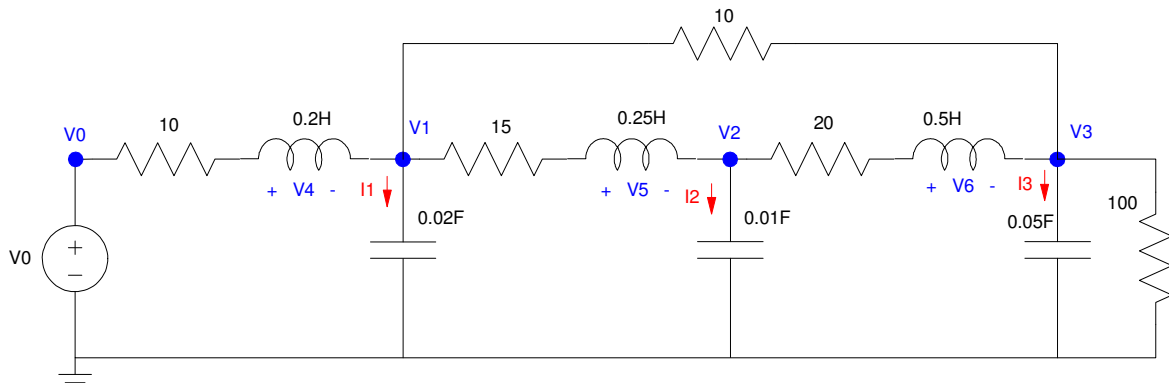 10
10 0.2H V1 15 0.25H V2 20 0.5H V3
V0
+ V4 - I1 + V5 - I2 + V6 - I3
0.02F 0.01F 0.05F 100
V0 +
−